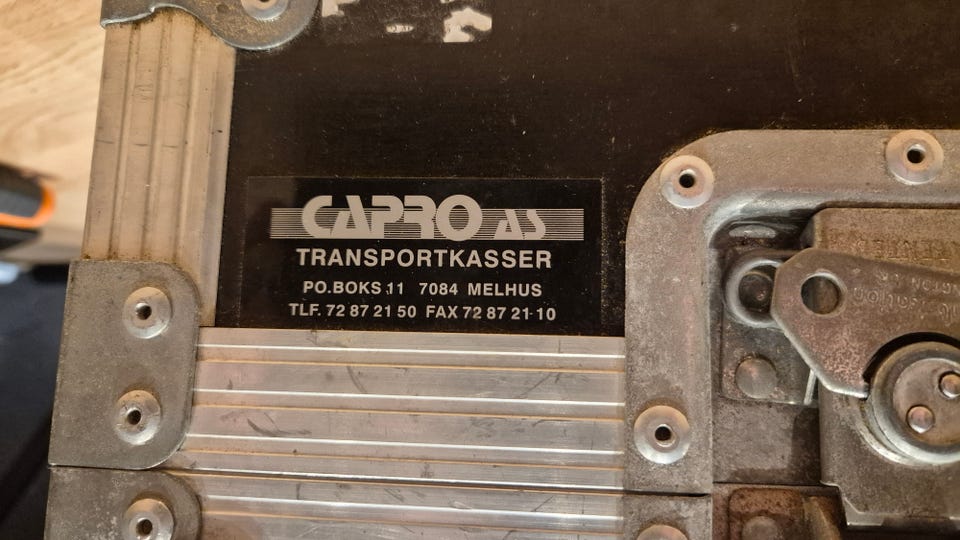 CAPRO AS
TRANSPORTKASSER
PO.BOKS 11 7084 MELHUS
TLF. 72 87 21 50 FAX 72 87 21 10